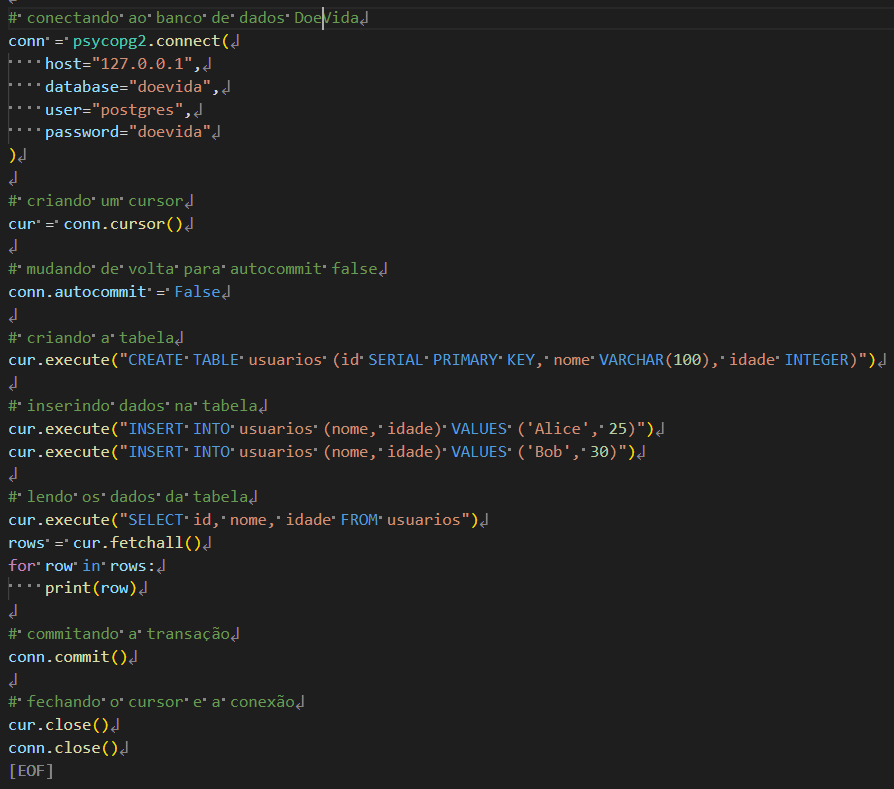 # conectando ao banco de dados DoeVida
conn = psycopg2.connect(
    host="127.0.0.1",
    database="doevida",
    user="postgres",
    password="doevida"
)

# criando um cursor
cur = conn.cursor()

# mudando de volta para autocommit false
conn.autocommit = False

# criando a tabela
cur.execute("CREATE TABLE usuarios (id SERIAL PRIMARY KEY, nome VARCHAR(100), idade INTEGER)")

# inserindo dados na tabela
cur.execute("INSERT INTO usuarios (nome, idade) VALUES ('Alice', 25)")
cur.execute("INSERT INTO usuarios (nome, idade) VALUES ('Bob', 30)")

# lendo os dados da tabela
cur.execute("SELECT id, nome, idade FROM usuarios")
rows = cur.fetchall()
for row in rows:
    print(row)

# commitando a transação
conn.commit()

# fechando o cursor e a conexão
cur.close()
conn.close()
[EOF]